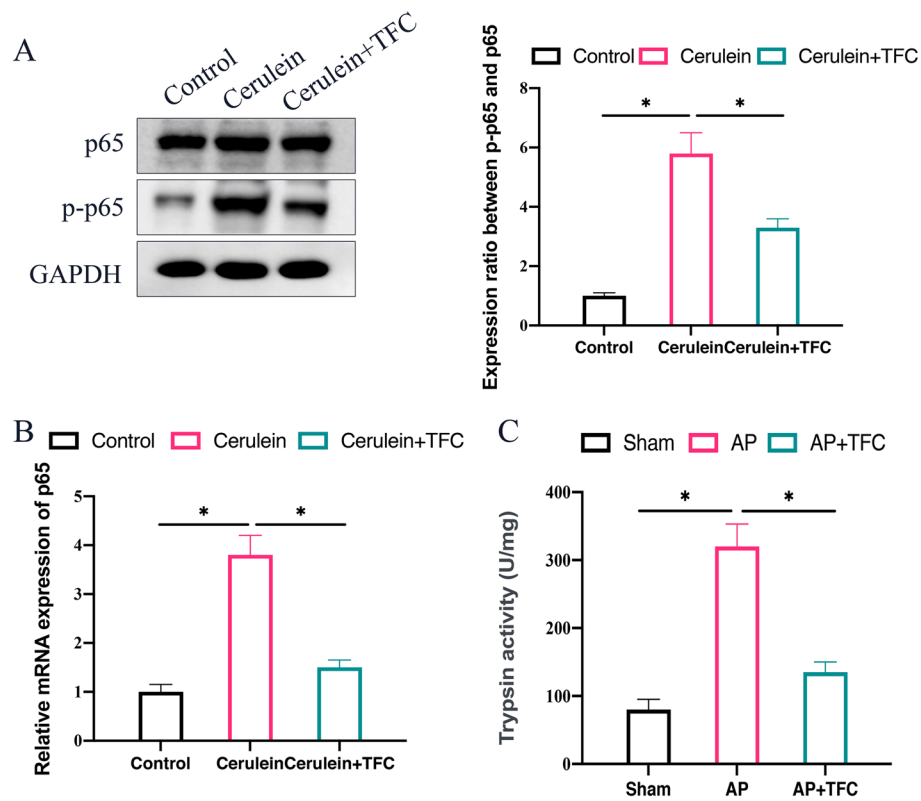 A
Control
Cerulein
Cerulein+TFC
p65
p-p65
GAPDH
Control Cerulein Cerulein+TFC
Expression ratio between p-p65 and p65
8
6
4
2
0
* *
Control Cerulein Cerulein+TFC
B
Control Cerulein Cerulein+TFC
Relative mRNA expression of p65
5
4
3
2
1
0
* *
Control Cerulein Cerulein+TFC
C
Sham AP AP+TFC
Trypsin activity (U/mg)
400
300
200
100
0
* *
Sham AP AP+TFC